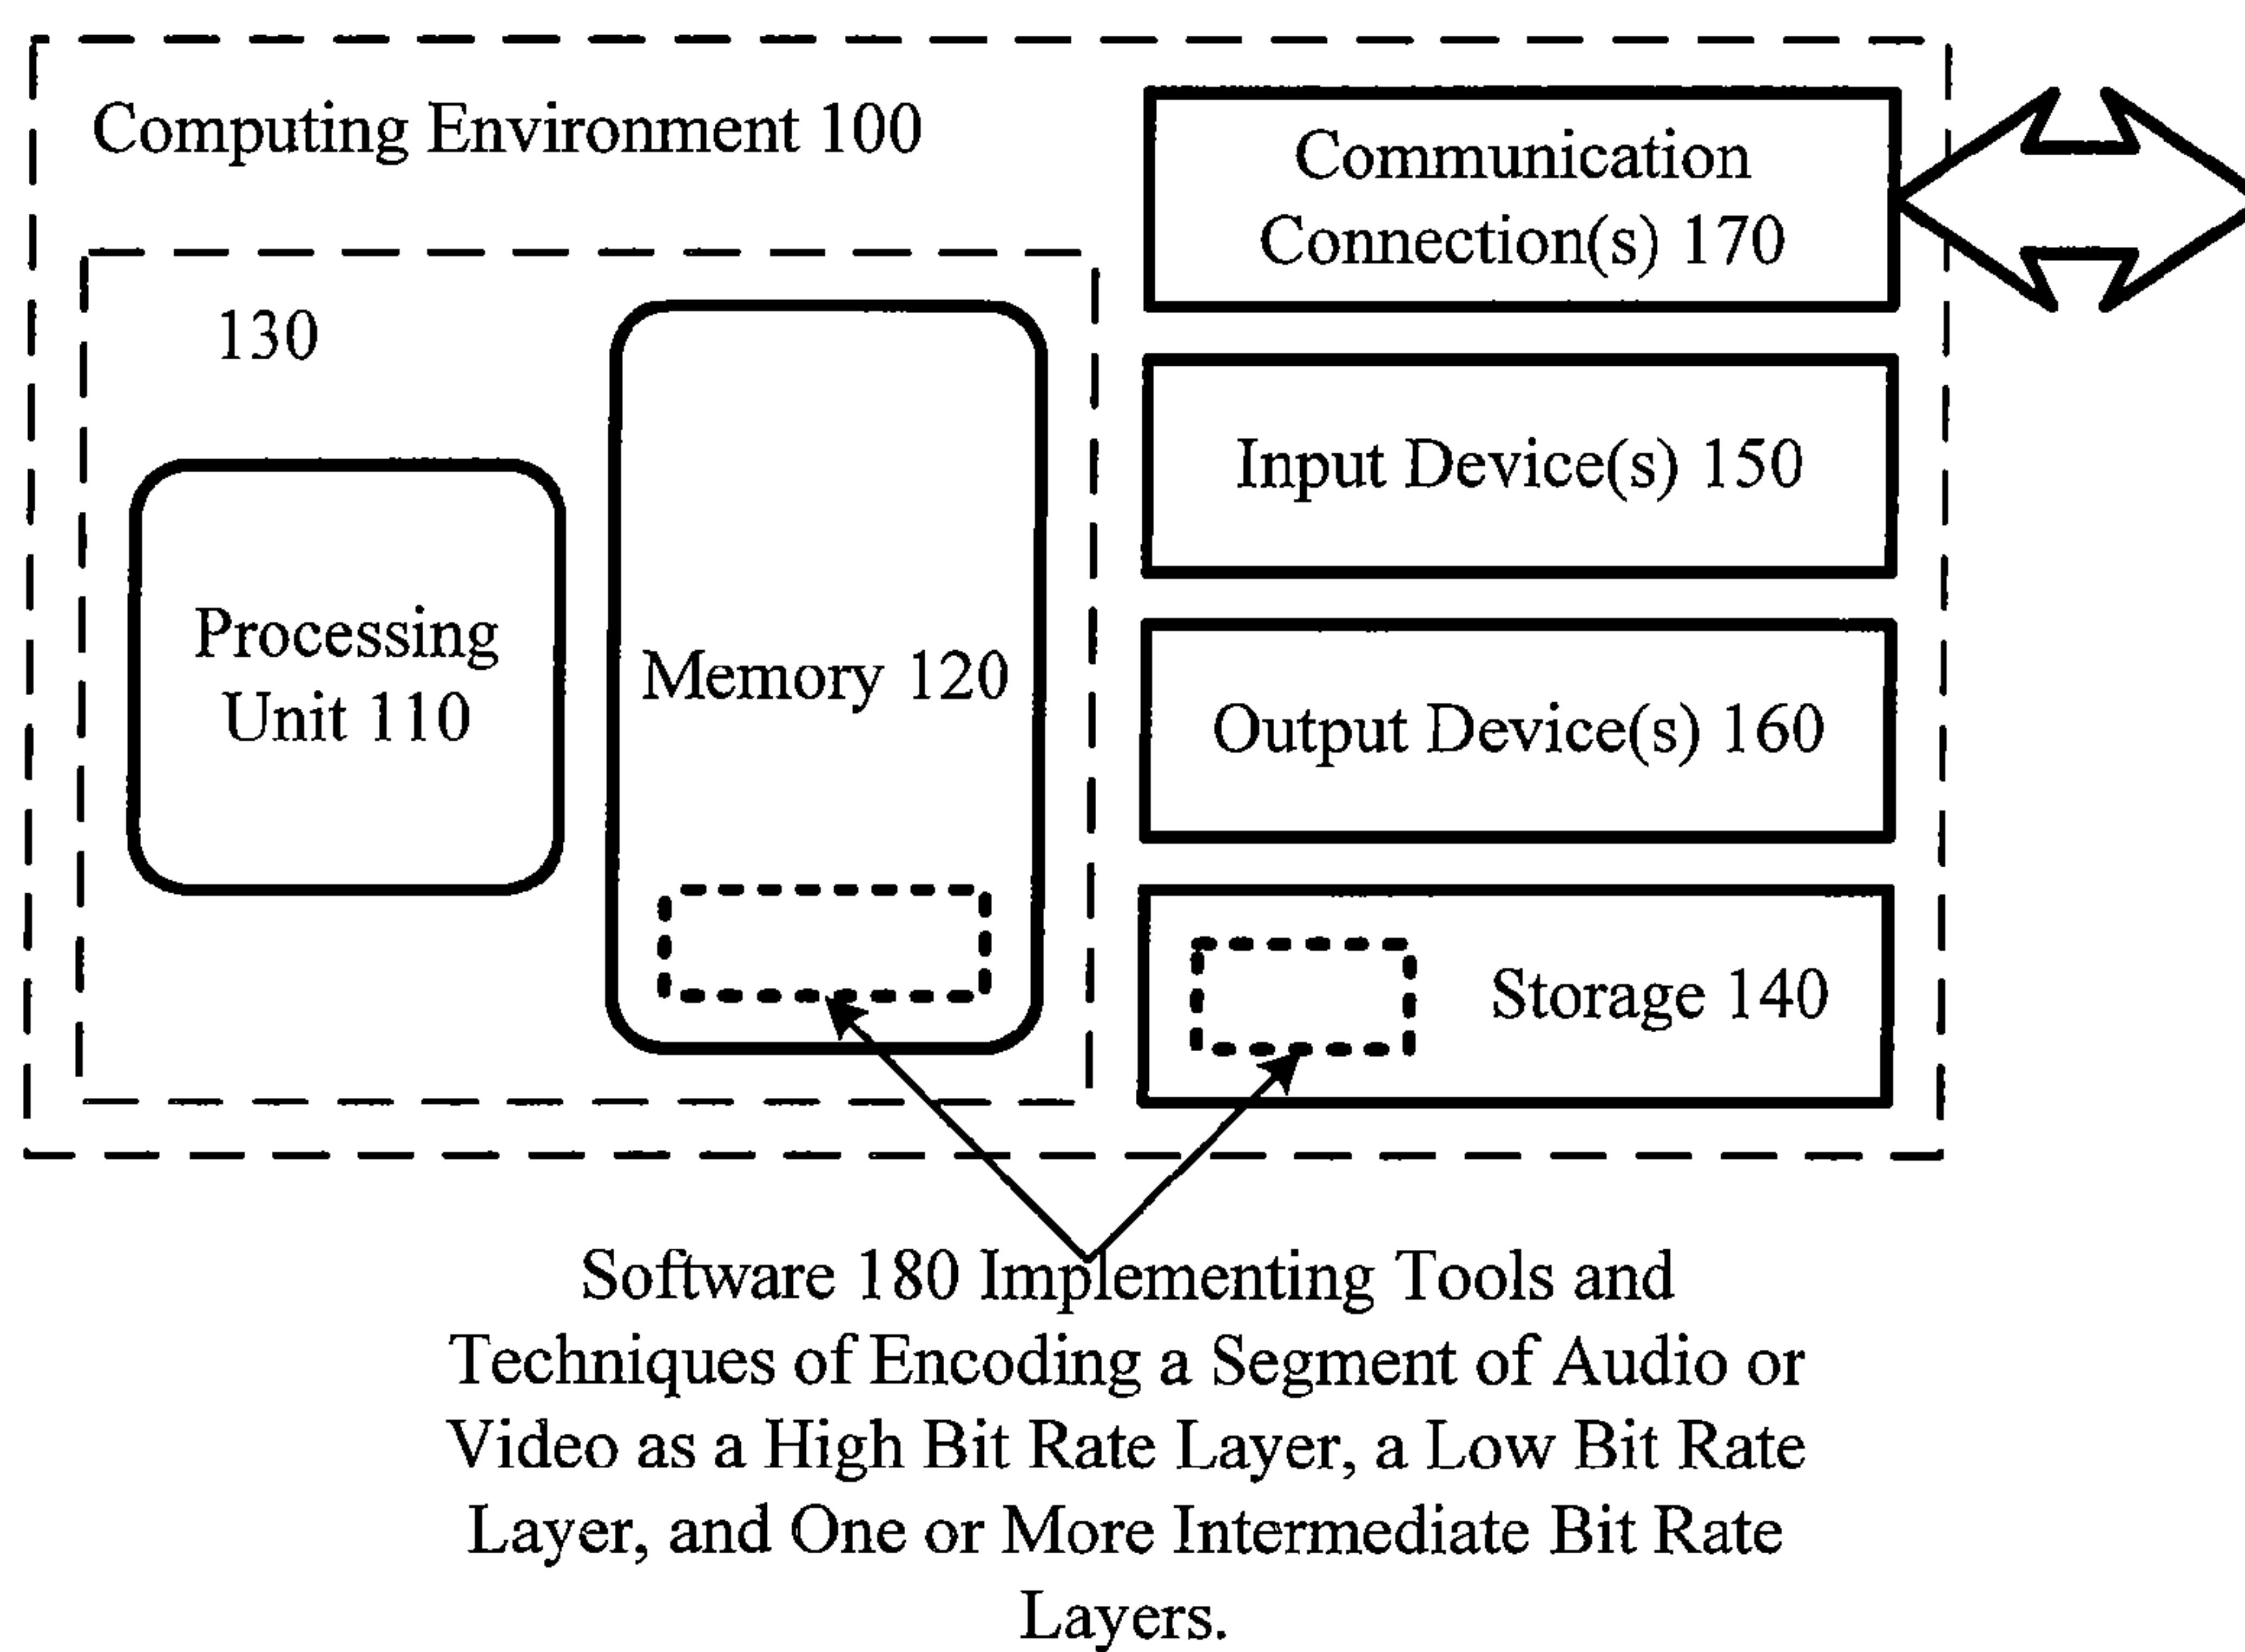 Computing Environment 100
Communication
Connection(s) 170
130
Input Device(s) 150
Processing
Unit 110
Memory 120
Output Device(s) 160
Storage 140
Software 180 Implementing Tools and
Techniques of Encoding a Segment of Audio or
Video as a High Bit Rate Layer, a Low Bit Rate
Layer, and One or More Intermediate Bit Rate
Layers.